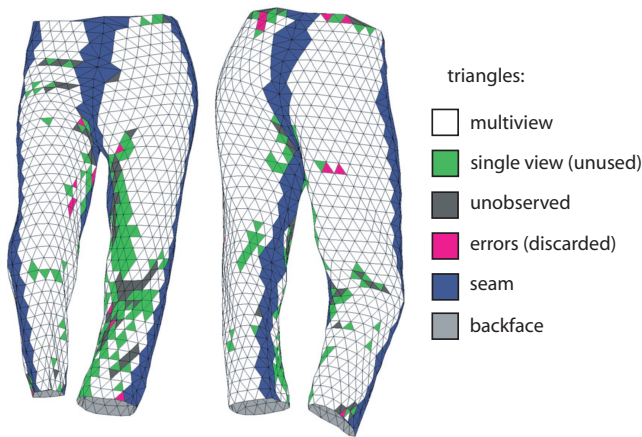 triangles:
multiview
single view (unused)
unobserved
errors (discarded)
seam
backface